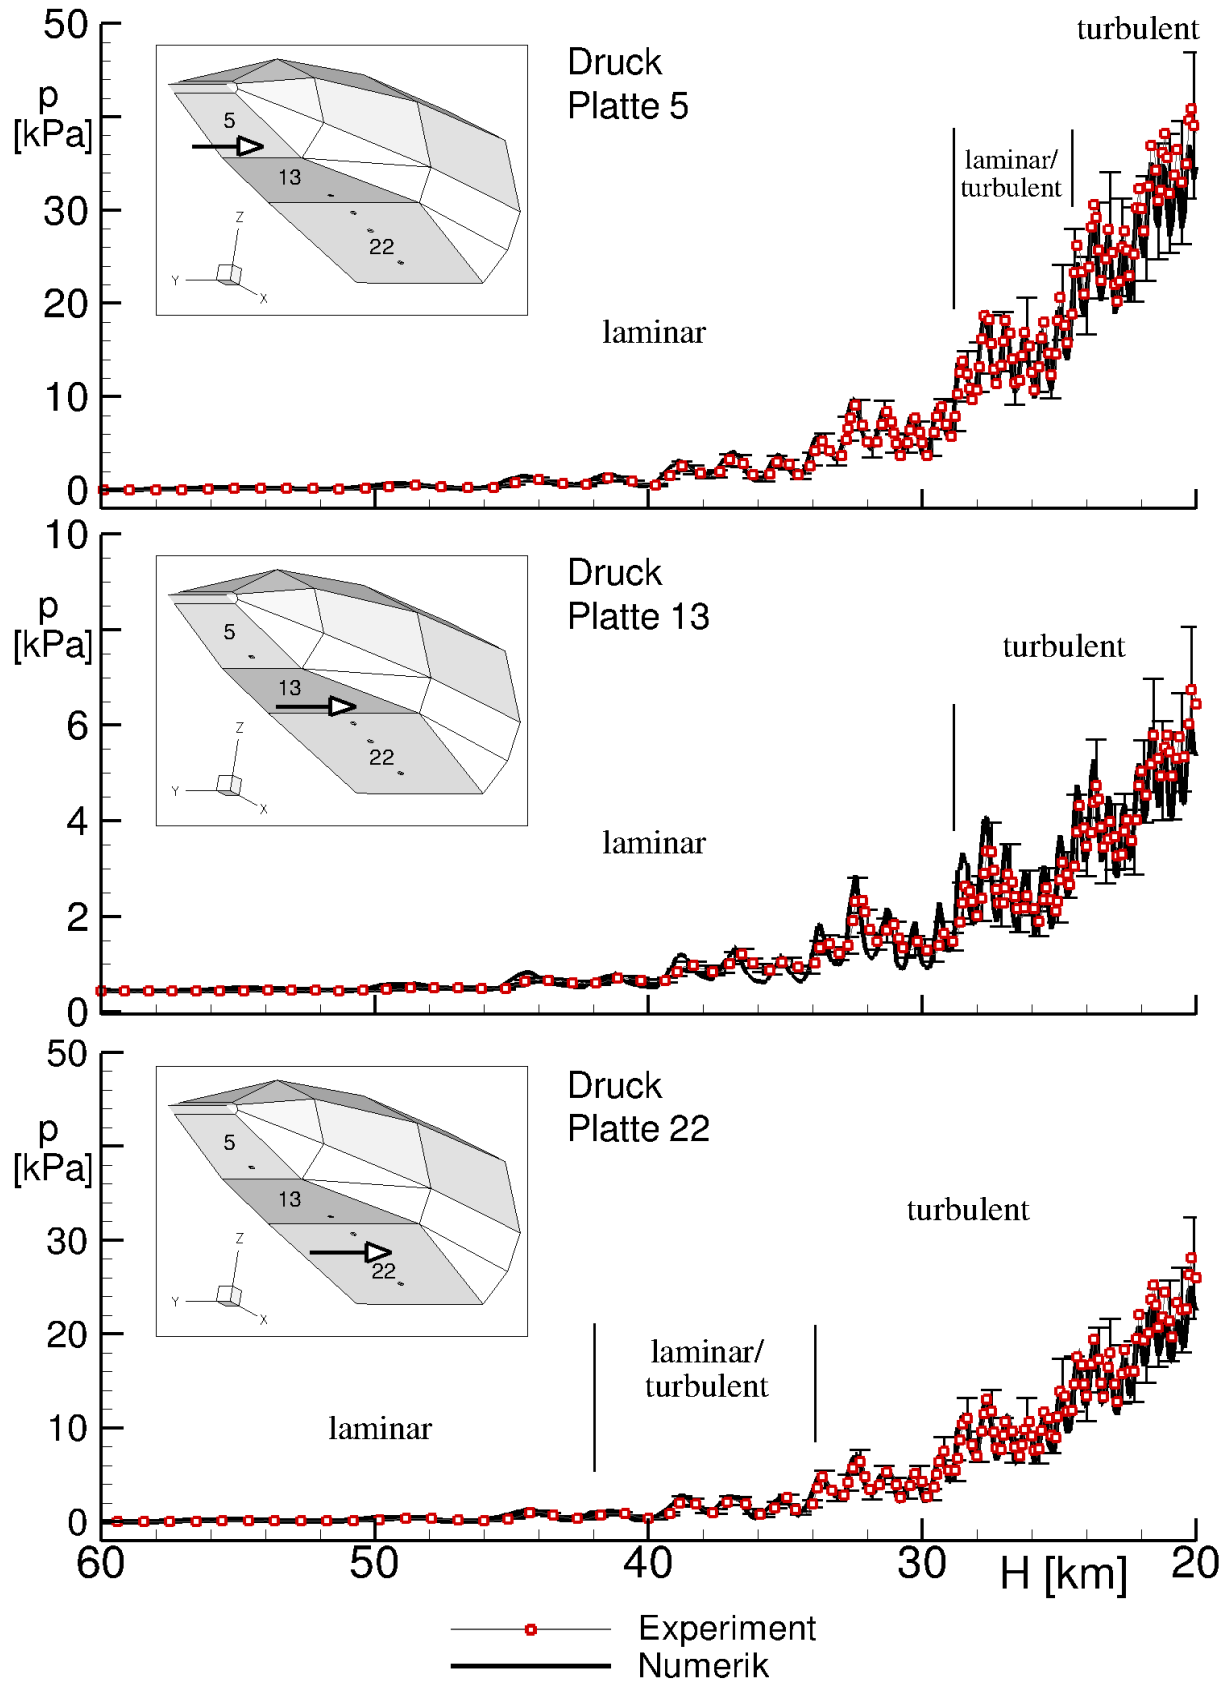 50
turbulent
Druck
Platte 5
p
[kPa]
5
13
22
Z
Y
X
laminar/
turbulent
laminar
30
20
10
0
10
Druck
Platte 13
p
[kPa]
5
13
22
Z
Y
X
turbulent
laminar
6
4
2
0
50
Druck
Platte 22
p
[kPa]
5
13
22
Z
Y
X
turbulent
laminar/
turbulent
laminar
30
20
10
0
60 50 40 30 H [km] 20
Experiment
Numerik